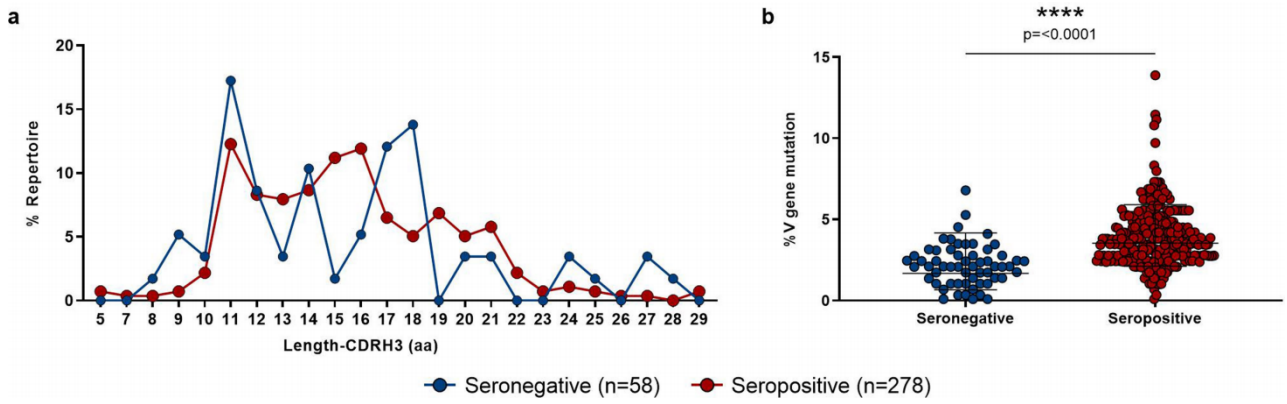 a
20
15
10
5
0
% Repertoire
5 7 8 9 10 11 12 13 14 15 16 17 18 19 20 21 22 23 24 25 26 27 28 29
Length-CDRH3 (aa)
b
****
p=<0.0001
15
10
5
0
% V gene mutation
Seronegative Seropositive
Seronegative (n=58) Seropositive (n=278)